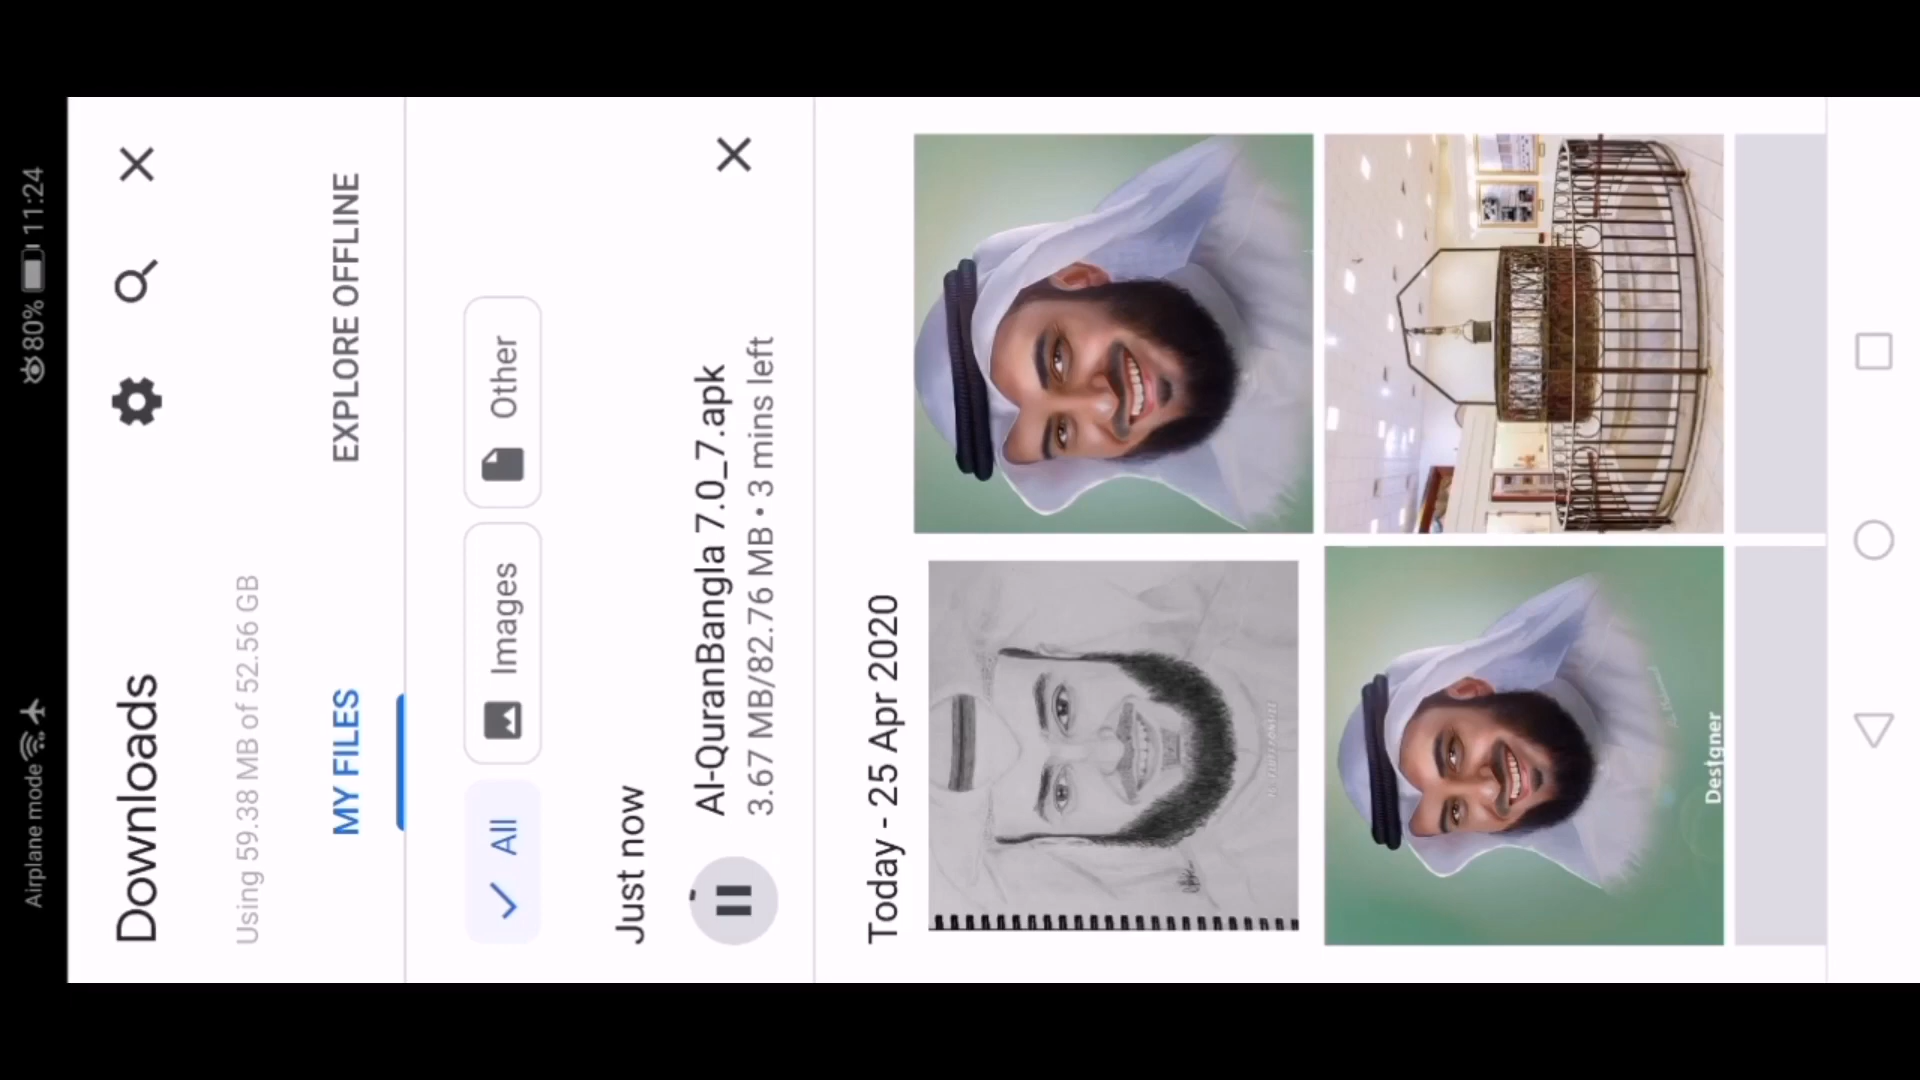 Airplane mode 80% 11:24
Downloads
Using 59.38 MB of 52.56 GB
MY FILES EXPLORE OFFLINE
All Images Other
Just now
Al-QuranBangla 7.0_7.apk
3.67 MB/82.76 MB • 3 mins left
Today - 25 Apr 2020
Designer